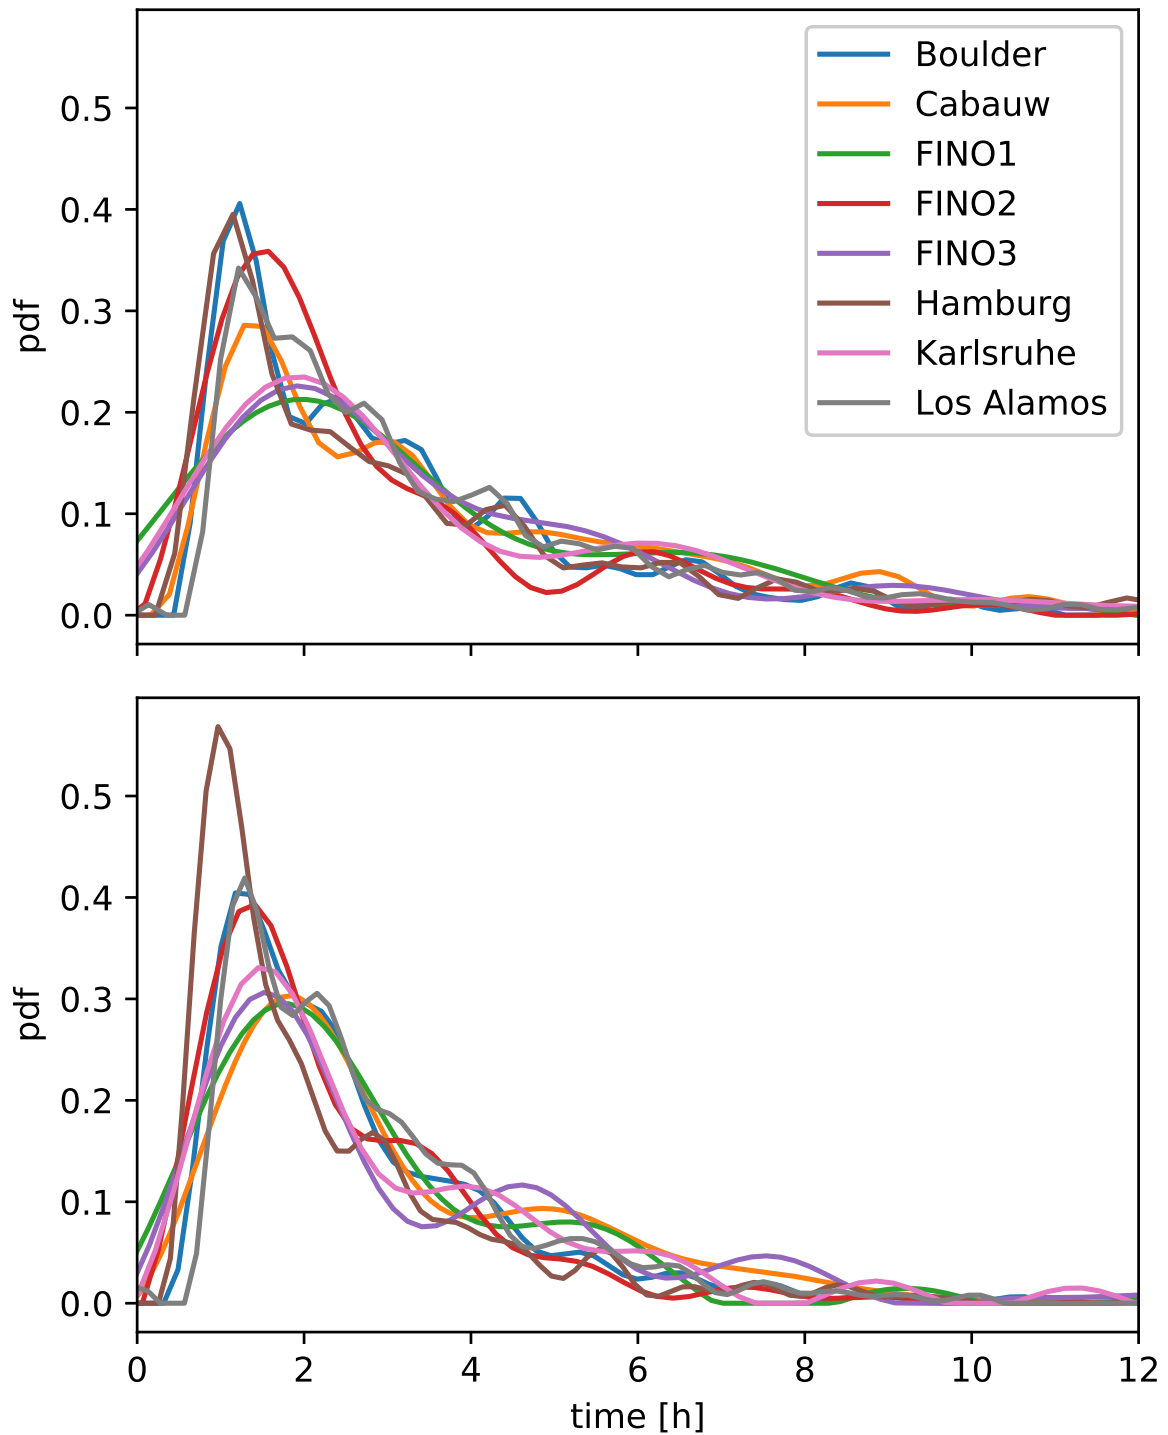 0.5
0.4
0.3
0.2
0.1
0.0
pdf
Boulder
Cabauw
FINO1
FINO2
FINO3
Hamburg
Karlsruhe
Los Alamos
0.5
0.4
0.3
0.2
0.1
0.0
pdf
0 2 4 6 8 10 12
time [h]